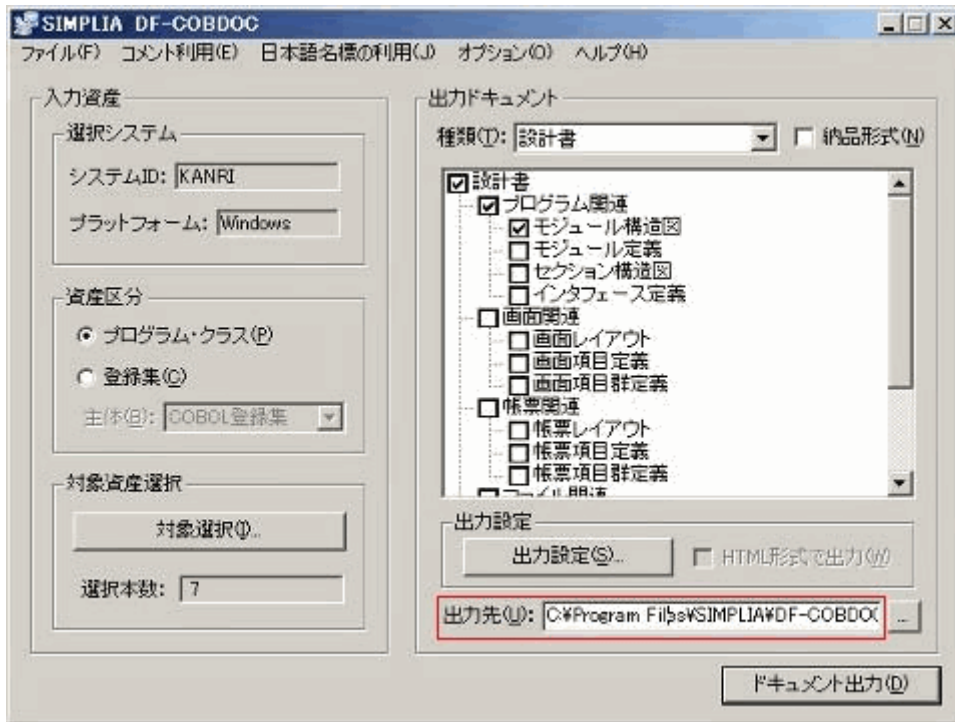 SIMPLIA DF-COBDOC
ファイル(F) コメント利用(E) 日本語名標の利用(J) オプション(O) ヘルプ(H)
入力資産
選択システム
システムID: KANRI
プラットフォーム: Windows
資産区分
プログラム・クラス(P)
登録集(C)
主体(B): COBOL登録集
対象資産選択
対象選択(I)...
選択本数: 7
出力ドキュメント
種類(T): 設計書 納品形式(N)
設計書
プログラム関連
モジュール構造図
モジュール定義
セクション構造図
インタフェース定義
画面関連
画面レイアウト
画面項目定義
画面項目群定義
帳票関連
帳票レイアウト
帳票項目定義
帳票項目群定義
ファイル関連
出力設定
出力設定(S)... HTML形式で出力(W)
出力先(U): C:¥Program Files¥SIMPLIA¥DF-COBDOC ...
ドキュメント出力(D)